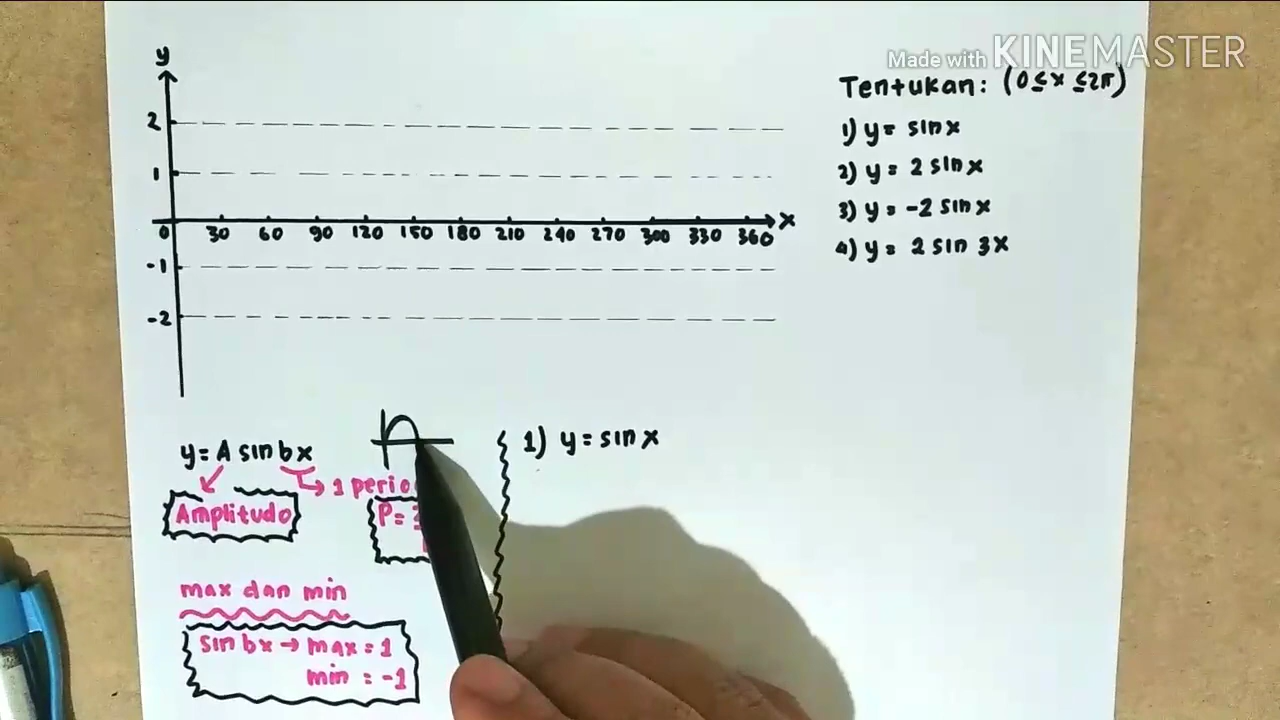 Made with KINEMASTER
y
2
1
0 30 60 90 120 150 180 210 240 270 300 330 360 x
-1
-2
Tentukan: (0 ≤ x ≤ 2π)
1) y = sin x
2) y = 2 sin x
3) y = -2 sin x
4) y = 2 sin 3x
y = A sin bx
1 perio
Amplitudo
P =
max dan min
sin bx → max = 1
min = -1
1) y = sin x